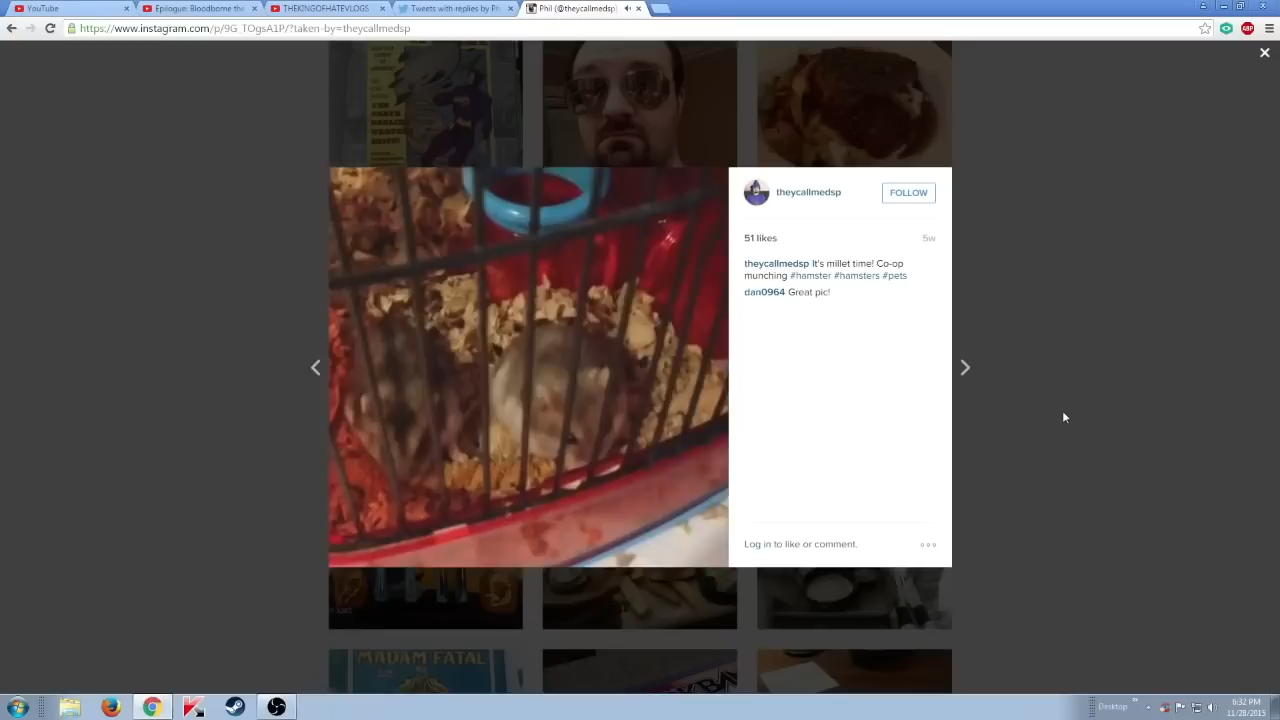 YouTube
Epilogue: Bloodborne the
THEKINGOFHATEVLOGS
Tweets with replies by Ph
Phil (@theycallmedsp)
https://www.instagram.com/p/9G_TOgsA1P/?taken-by=theycallmedsp
ABP
theycallmedsp
FOLLOW
51 likes
5w
theycallmedsp It's millet time! Co-op
munching #hamster #hamsters #pets
dan0964 Great pic!
Log in to like or comment.
MADAM FATAL
Desktop
6:32 PM
11/28/2015